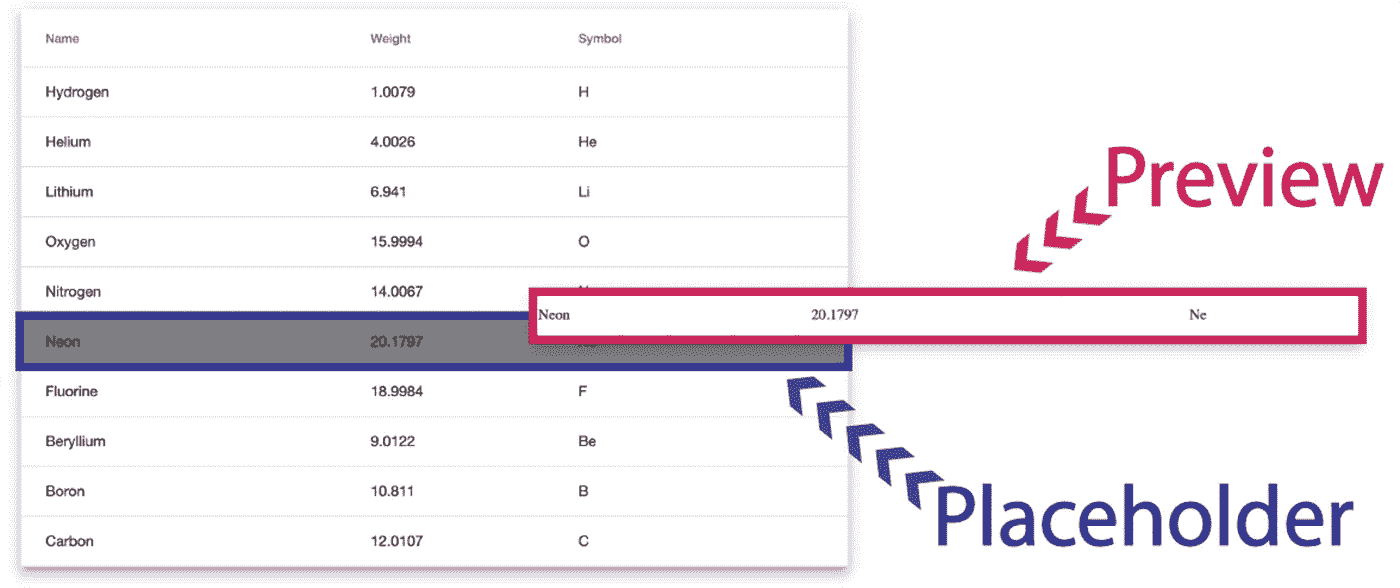 Name Weight Symbol
Hydrogen 1.0079 H
Helium 4.0026 He
Lithium 6.941 Li
Oxygen 15.9994 O
Nitrogen 14.0067
Neon 20.1797 Ne
Neon 20.1797
Fluorine 18.9984 F
Beryllium 9.0122 Be
Boron 10.811 B
Carbon 12.0107 C
Preview
Placeholder